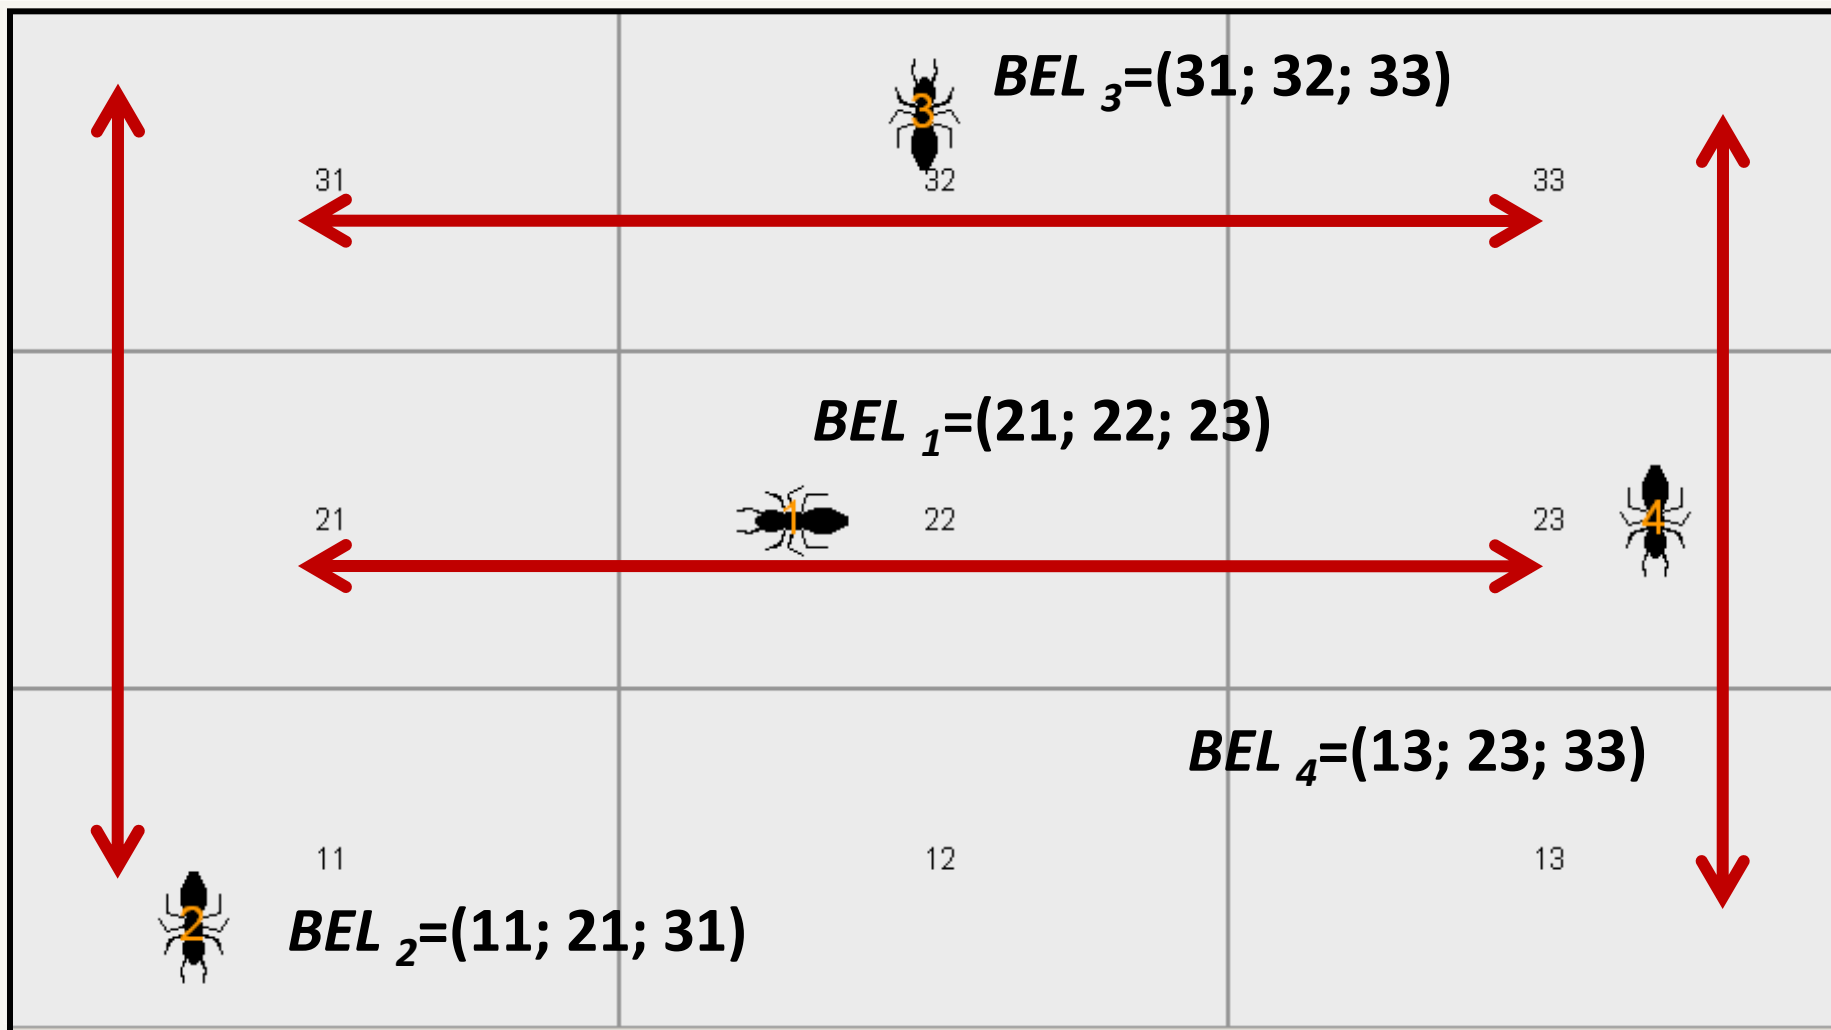 BEL 3=(31; 32; 33)
3
31 32 33
BEL 1=(21; 22; 23)
21 1 22 23 4
BEL 4=(13; 23; 33)
11 12 13
2 BEL 2=(11; 21; 31)